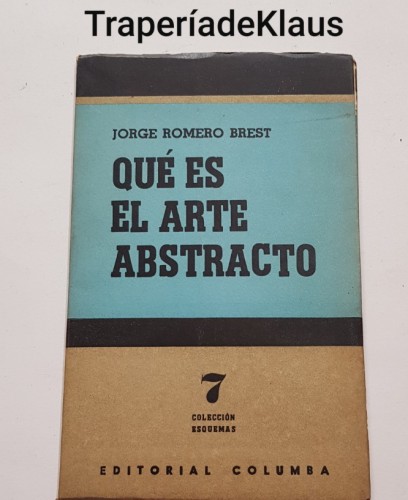 TraperíadeKlaus
JORGE ROMERO BREST
QUÉ ES
EL ARTE
ABSTRACTO
7
COLECCIÓN
ESQUEMAS
EDITORIAL COLUMBA